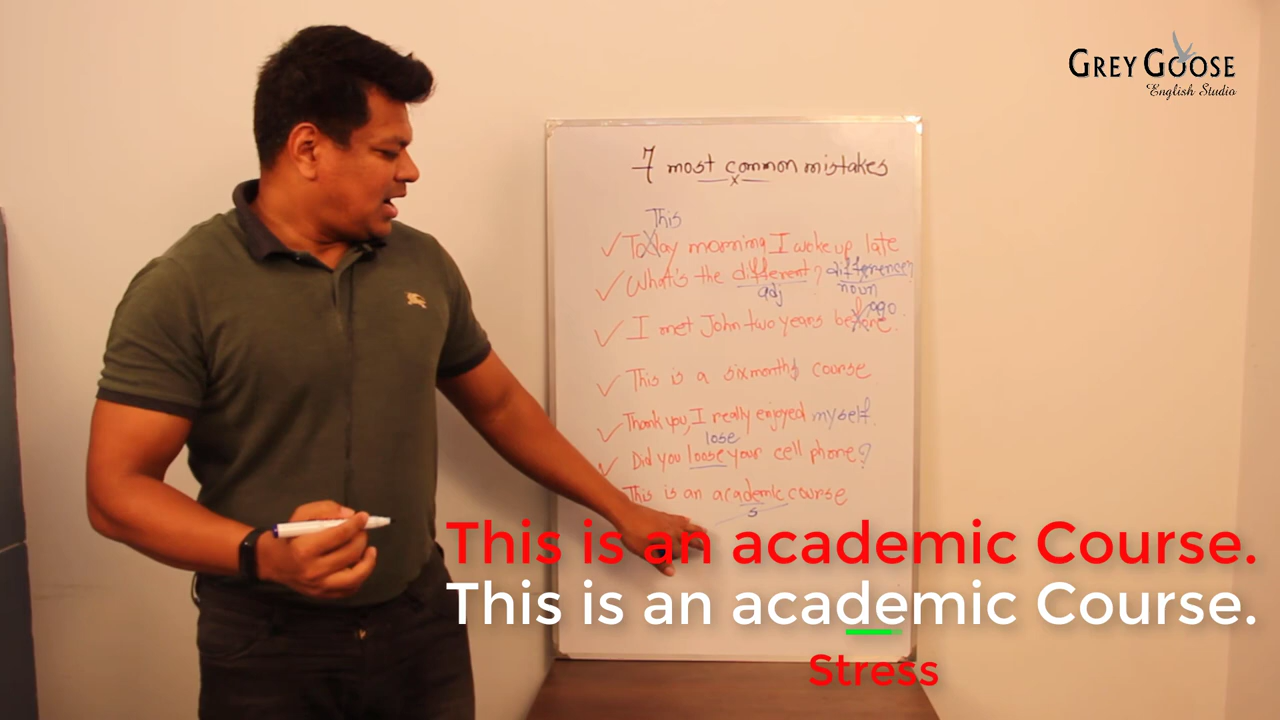 GREY GOOSE
English Studio
7 most common mistakes
x
This
Today morning I woke up late
What's the different? difference?
adj noun
ago
I met John two years before.
This is a six months course
Thank you, I really enjoyed myself.
lose
Did you loose your cell phone?
This is an academic course
s
This is an academic Course.
This is an academic Course.
Stress